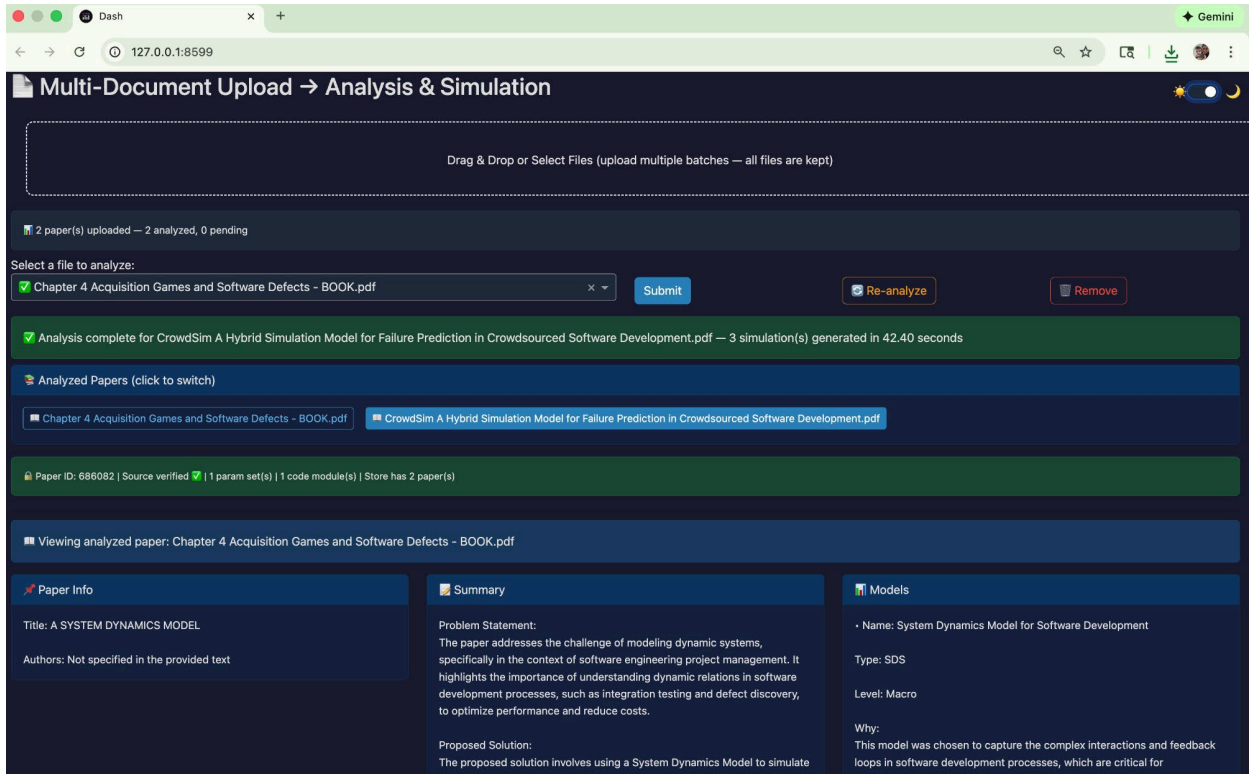 Dash
Gemini
127.0.0.1:8599
Multi-Document Upload → Analysis & Simulation
Drag & Drop or Select Files (upload multiple batches — all files are kept)
2 paper(s) uploaded — 2 analyzed, 0 pending
Select a file to analyze:
Chapter 4 Acquisition Games and Software Defects - BOOK.pdf
Submit
Re-analyze
Remove
Analysis complete for CrowdSim A Hybrid Simulation Model for Failure Prediction in Crowdsourced Software Development.pdf — 3 simulation(s) generated in 42.40 seconds
Analyzed Papers (click to switch)
Chapter 4 Acquisition Games and Software Defects - BOOK.pdf
CrowdSim A Hybrid Simulation Model for Failure Prediction in Crowdsourced Software Development.pdf
Paper ID: 686082 | Source verified ✅ | 1 param set(s) | 1 code module(s) | Store has 2 paper(s)
Viewing analyzed paper: Chapter 4 Acquisition Games and Software Defects - BOOK.pdf
Paper Info
Title: A SYSTEM DYNAMICS MODEL
Authors: Not specified in the provided text
Summary
Problem Statement:
The paper addresses the challenge of modeling dynamic systems,
specifically in the context of software engineering project management. It
highlights the importance of understanding dynamic relations in software
development processes, such as integration testing and defect discovery,
to optimize performance and reduce costs.
Proposed Solution:
The proposed solution involves using a System Dynamics Model to simulate
Models
• Name: System Dynamics Model for Software Development
Type: SDS
Level: Macro
Why:
This model was chosen to capture the complex interactions and feedback
loops in software development processes, which are critical for